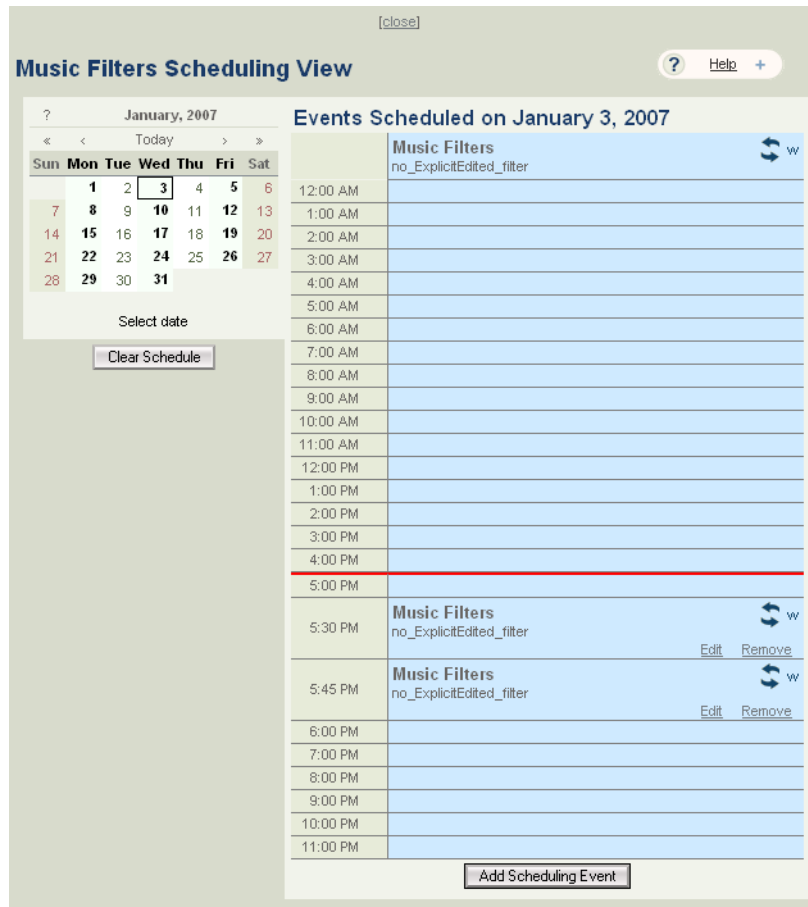 [close]
Music Filters Scheduling View
? Help +
? January, 2007
« ‹ Today › »
Sun Mon Tue Wed Thu Fri Sat
1 2 3 4 5 6
7 8 9 10 11 12 13
14 15 16 17 18 19 20
21 22 23 24 25 26 27
28 29 30 31
Select date
Clear Schedule
Events Scheduled on January 3, 2007
Music Filters W
no_ExplicitEdited_filter
12:00 AM
1:00 AM
2:00 AM
3:00 AM
4:00 AM
5:00 AM
6:00 AM
7:00 AM
8:00 AM
9:00 AM
10:00 AM
11:00 AM
12:00 PM
1:00 PM
2:00 PM
3:00 PM
4:00 PM
5:00 PM
Music Filters W
5:30 PM no_ExplicitEdited_filter
Edit Remove
Music Filters W
5:45 PM no_ExplicitEdited_filter
Edit Remove
6:00 PM
7:00 PM
8:00 PM
9:00 PM
10:00 PM
11:00 PM
Add Scheduling Event